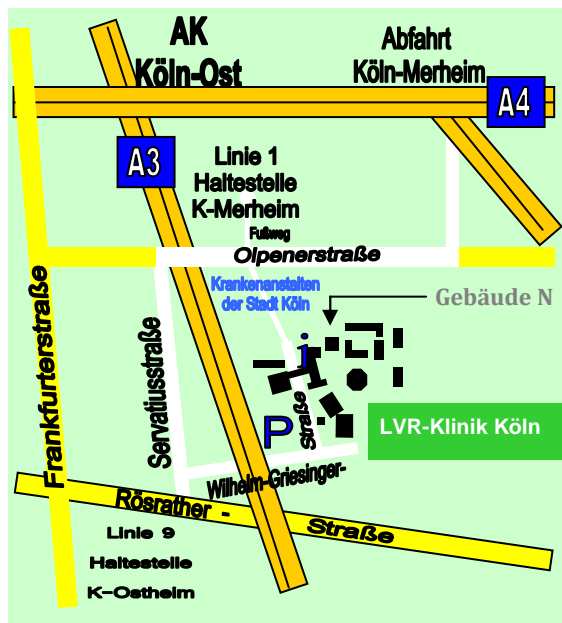 AK
Köln-Ost
Abfahrt
Köln-Merheim
A4
A3
Linie 1
Haltestelle
K-Merheim
Fußweg
Olpenerstraße
Krankenanstalten
der Stadt Köln
Gebäude N
Frankfurterstraße
Servatiusstraße
i
P
Straße
LVR-Klinik Köln
Wilhelm-Griesinger-
Rösrather - Straße
Linie 9
Haltestelle
K-Ostheim